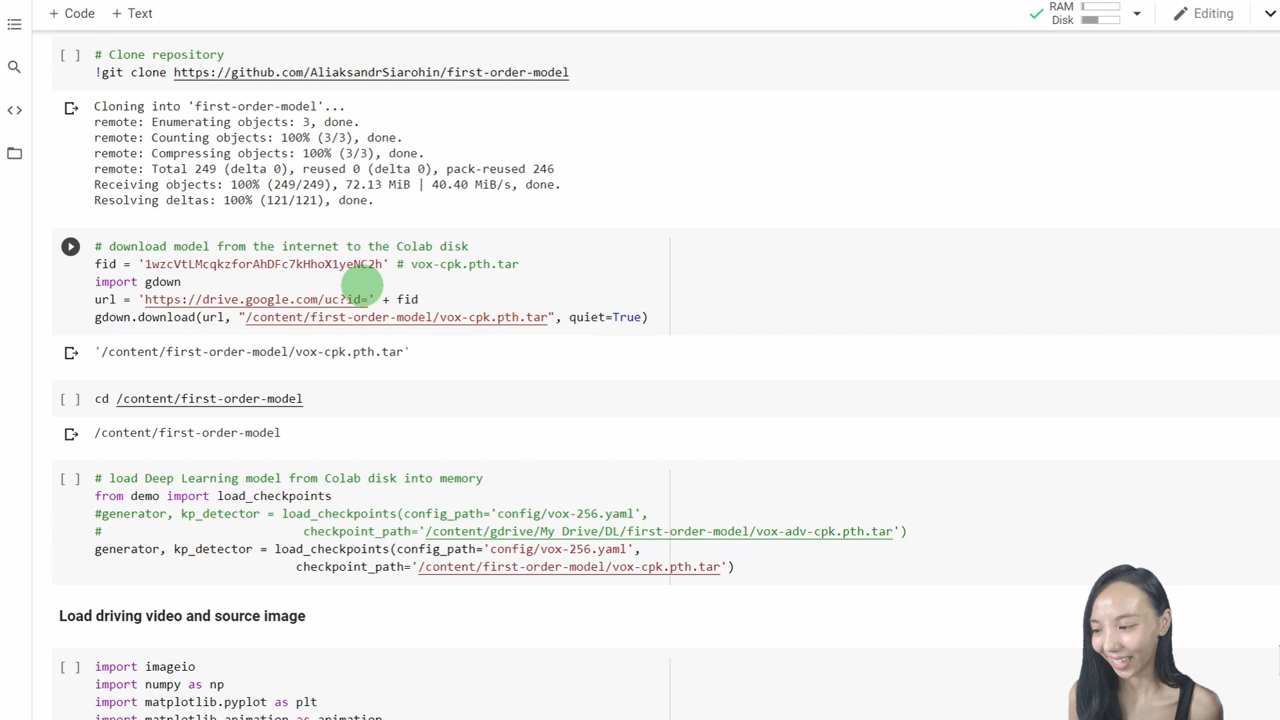 + Code + Text
RAM
Disk
Editing
[ ] # Clone repository
!git clone https://github.com/AliaksandrSiarohin/first-order-model
Cloning into 'first-order-model'...
remote: Enumerating objects: 3, done.
remote: Counting objects: 100% (3/3), done.
remote: Compressing objects: 100% (3/3), done.
remote: Total 249 (delta 0), reused 0 (delta 0), pack-reused 246
Receiving objects: 100% (249/249), 72.13 MiB | 40.40 MiB/s, done.
Resolving deltas: 100% (121/121), done.
# download model from the internet to the Colab disk
fid = '1wzcVtLMcqkzforAhDFc7kHhoX1yeNC2h' # vox-cpk.pth.tar
import gdown
url = 'https://drive.google.com/uc?id=' + fid
gdown.download(url, "/content/first-order-model/vox-cpk.pth.tar", quiet=True)
'/content/first-order-model/vox-cpk.pth.tar'
[ ] cd /content/first-order-model
/content/first-order-model
[ ] # load Deep Learning model from Colab disk into memory
from demo import load_checkpoints
#generator, kp_detector = load_checkpoints(config_path='config/vox-256.yaml',
# checkpoint_path='/content/gdrive/My Drive/DL/first-order-model/vox-adv-cpk.pth.tar')
generator, kp_detector = load_checkpoints(config_path='config/vox-256.yaml',
checkpoint_path='/content/first-order-model/vox-cpk.pth.tar')
Load driving video and source image
[ ] import imageio
import numpy as np
import matplotlib.pyplot as plt
import matplotlib.animation as animation